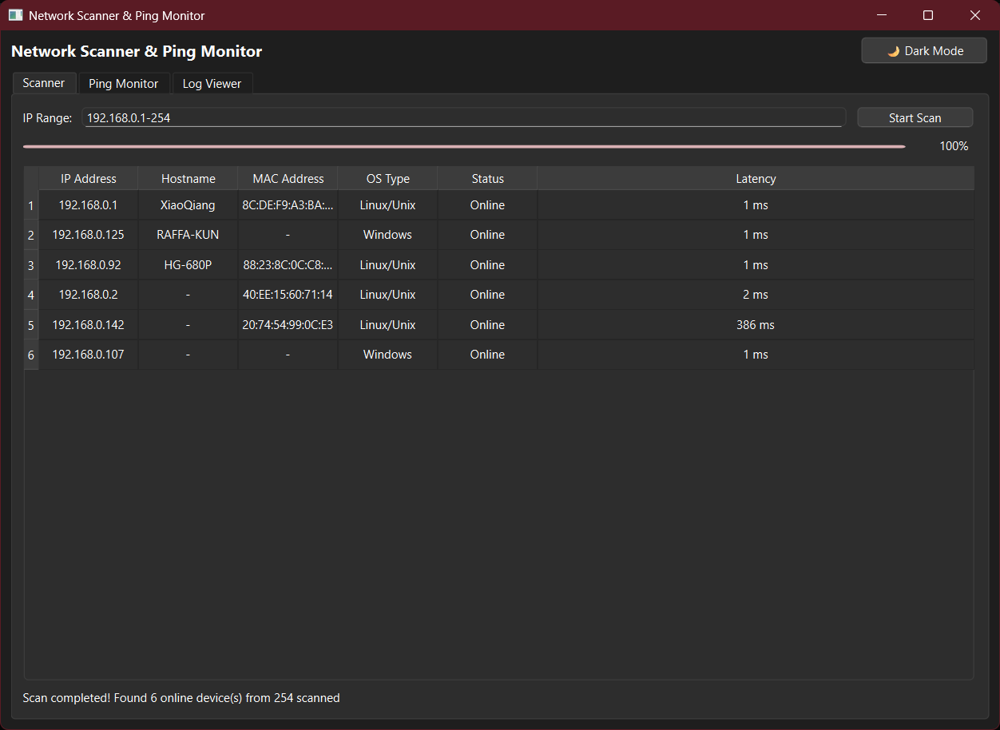 Network Scanner & Ping Monitor
Network Scanner & Ping Monitor
🌙 Dark Mode
Scanner Ping Monitor Log Viewer
IP Range: 192.168.0.1-254 Start Scan
100%
IP Address Hostname MAC Address OS Type Status Latency
1 192.168.0.1 XiaoQiang 8C:DE:F9:A3:BA:... Linux/Unix Online 1 ms
2 192.168.0.125 RAFFA-KUN - Windows Online 1 ms
3 192.168.0.92 HG-680P 88:23:8C:0C:C8:... Linux/Unix Online 1 ms
4 192.168.0.2 - 40:EE:15:60:71:14 Linux/Unix Online 2 ms
5 192.168.0.142 - 20:74:54:99:0C:E3 Linux/Unix Online 386 ms
6 192.168.0.107 - - Windows Online 1 ms
Scan completed! Found 6 online device(s) from 254 scanned